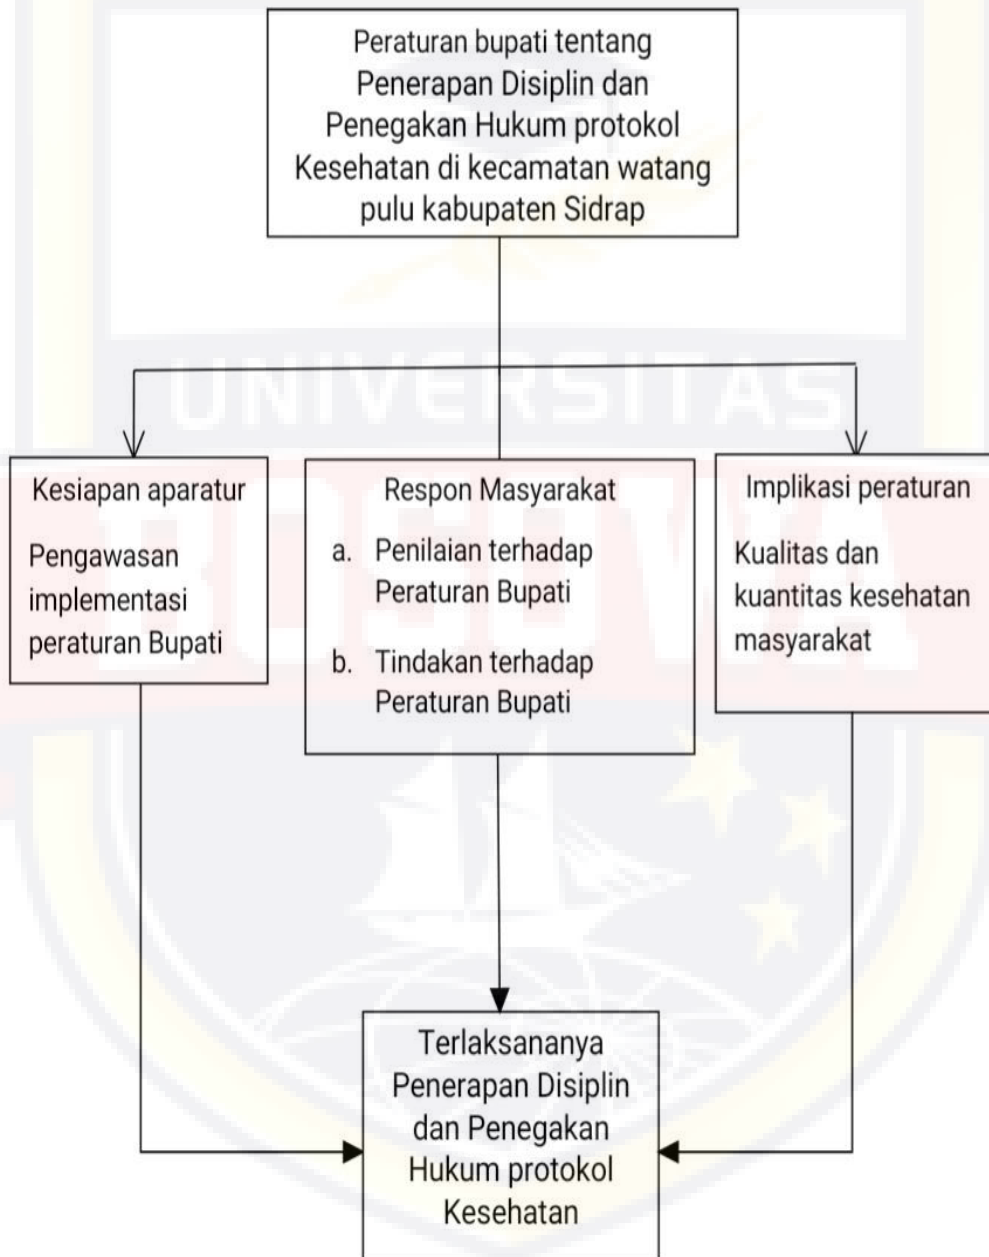 Peraturan bupati tentang
Penerapan Disiplin dan
Penegakan Hukum protokol
Kesehatan di kecamatan watang
pulu kabupaten Sidrap
UNIVERSITAS
BOSOWA
Kesiapan aparatur
Pengawasan
implementasi
peraturan Bupati
Respon Masyarakat
a. Penilaian terhadap
Peraturan Bupati
b. Tindakan terhadap
Peraturan Bupati
Implikasi peraturan
Kualitas dan
kuantitas kesehatan
masyarakat
Terlaksananya
Penerapan Disiplin
dan Penegakan
Hukum protokol
Kesehatan